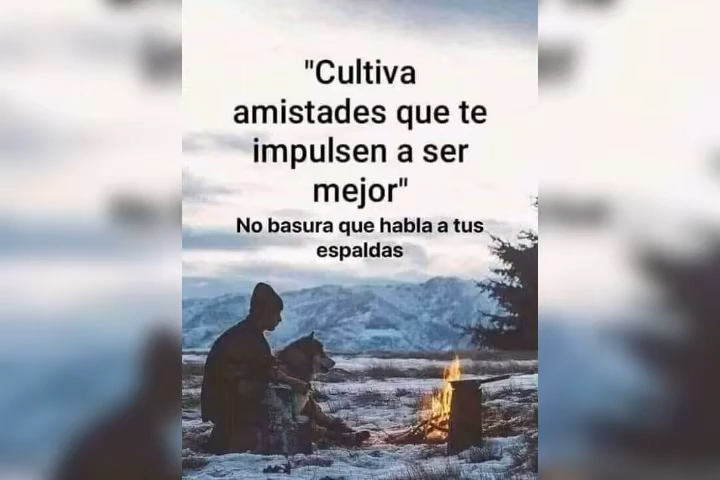 "Cultiva
amistades que te
impulsen a ser
mejor"
No basura que habla a tus
espaldas